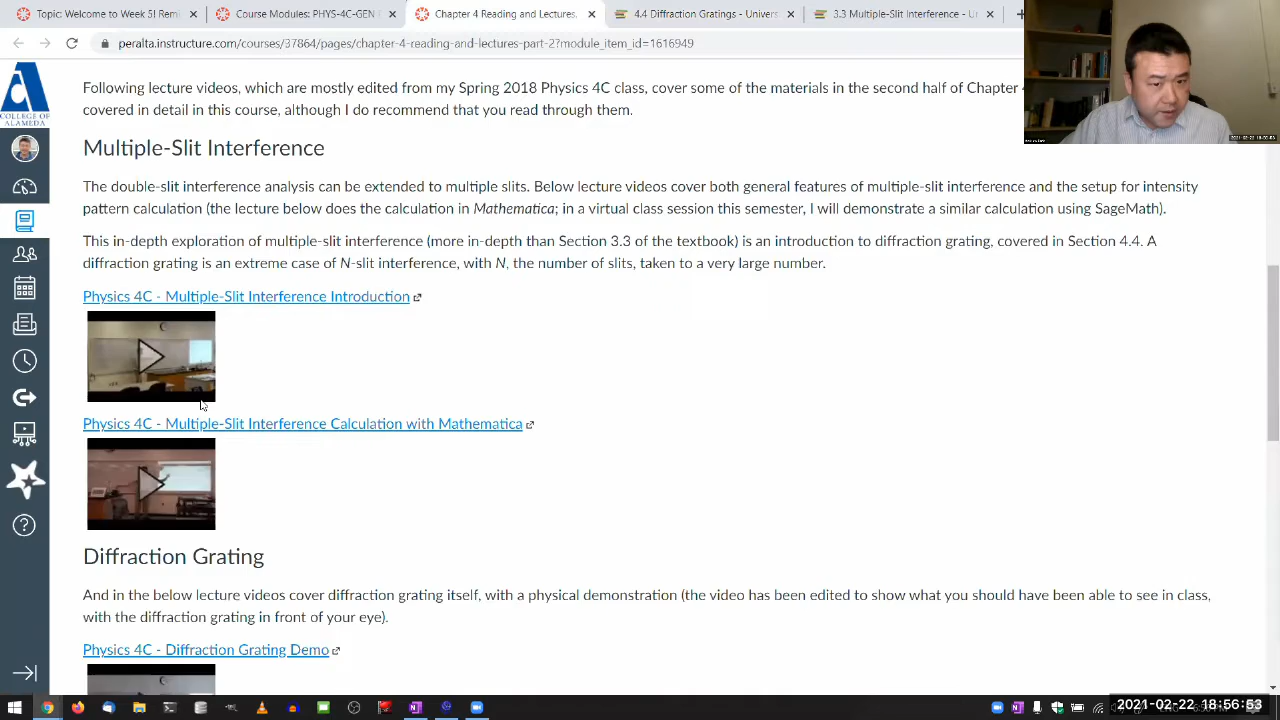 Topic: Week 5! Remi
Course Modules: PHYS-4C-GEN E
Chapter 4 Reading and Lectures,
4.4 Diffraction Gratings - Univers
3.3 Multiple-Slit Interference - Un
peralta.instructure.com/courses/37864/pages/chapter-4-reading-and-lectures-part-2?module_item_id=1616949
COLLEGE OF
ALAMEDA
Following lecture videos, which are mostly edited from my Spring 2018 Physics 4C class, cover some of the materials in the second half of Chapter
covered in detail in this course, although I do recommend that you read through them.
Multiple-Slit Interference
The double-slit interference analysis can be extended to multiple slits. Below lecture videos cover both general features of multiple-slit interference and the setup for intensity
pattern calculation (the lecture below does the calculation in Mathematica; in a virtual class session this semester, I will demonstrate a similar calculation using SageMath).
This in-depth exploration of multiple-slit interference (more in-depth than Section 3.3 of the textbook) is an introduction to diffraction grating, covered in Section 4.4. A
diffraction grating is an extreme case of N-slit interference, with N, the number of slits, taken to a very large number.
Physics 4C - Multiple-Slit Interference Introduction
Physics 4C - Multiple-Slit Interference Calculation with Mathematica
Diffraction Grating
And in the below lecture videos cover diffraction grating itself, with a physical demonstration (the video has been edited to show what you should have been able to see in class,
with the diffraction grating in front of your eye).
Physics 4C - Diffraction Grating Demo
2021-02-22 18:56:53